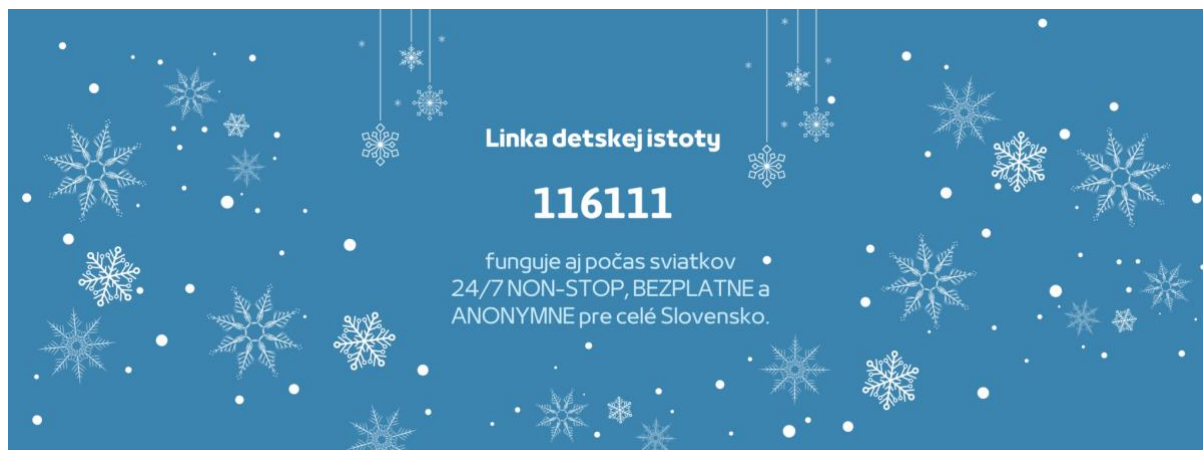 Linka detskej istoty
116111
funguje aj počas sviatkov
24/7 NON-STOP, BEZPLATNE a
ANONYMNE pre celé Slovensko.